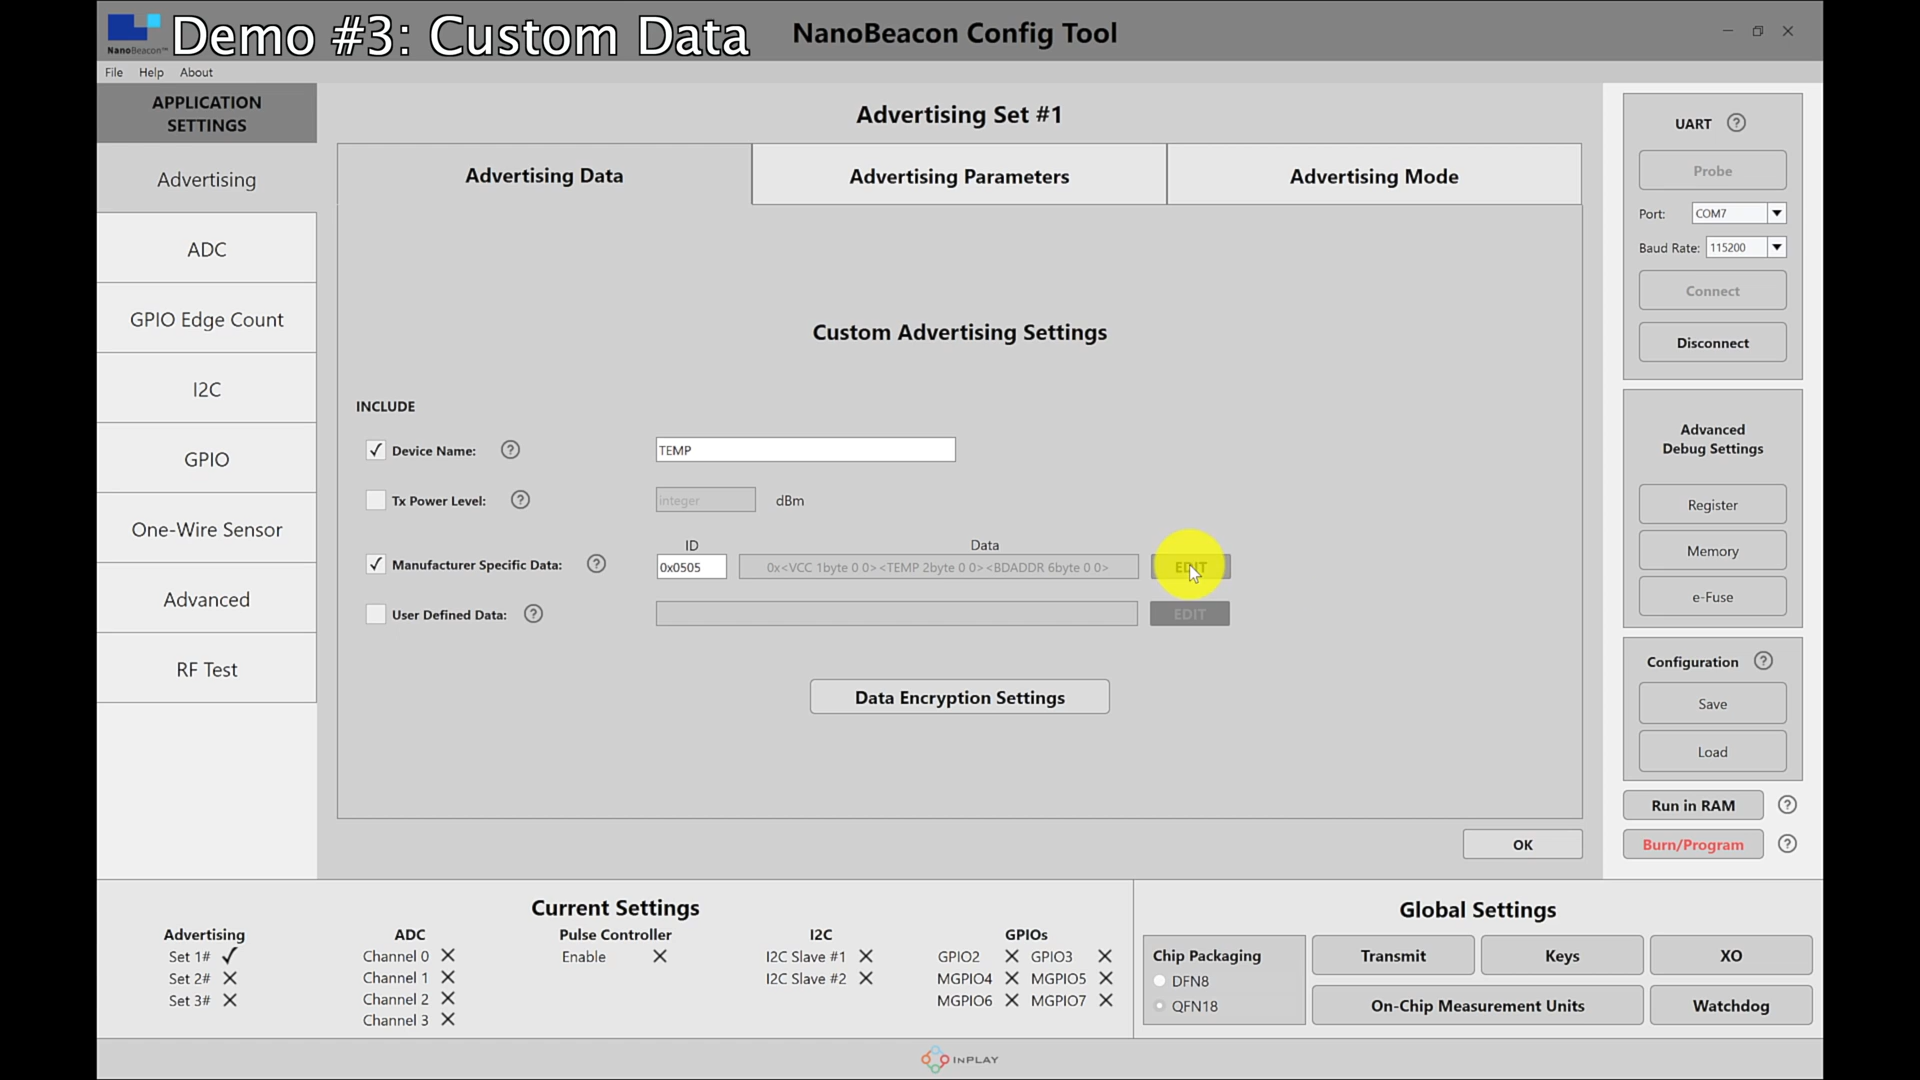 Demo #3: Custom Data
NanoBeacon™
NanoBeacon Config Tool
File Help About
APPLICATION
SETTINGS
Advertising
ADC
GPIO Edge Count
I2C
GPIO
One-Wire Sensor
Advanced
RF Test
Advertising Set #1
Advertising Data
Advertising Parameters
Advertising Mode
Custom Advertising Settings
INCLUDE
Device Name: ? TEMP
Tx Power Level: ? integer dBm
ID Data
Manufacturer Specific Data: ? 0x0505 0x<VCC 1byte 0 0><TEMP 2byte 0 0><BDADDR 6byte 0 0> EDIT
User Defined Data: ? EDIT
Data Encryption Settings
OK
UART ?
Probe
Port: COM7
Baud Rate: 115200
Connect
Disconnect
Advanced
Debug Settings
Register
Memory
e-Fuse
Configuration ?
Save
Load
Run in RAM ?
Burn/Program ?
Current Settings
Advertising
Set 1#
Set 2#
Set 3#
ADC
Channel 0
Channel 1
Channel 2
Channel 3
Pulse Controller
Enable
I2C
I2C Slave #1
I2C Slave #2
GPIOs
GPIO2 GPIO3
MGPIO4 MGPIO5
MGPIO6 MGPIO7
Global Settings
Chip Packaging
DFN8
QFN18
Transmit
Keys
XO
On-Chip Measurement Units
Watchdog
INPLAY